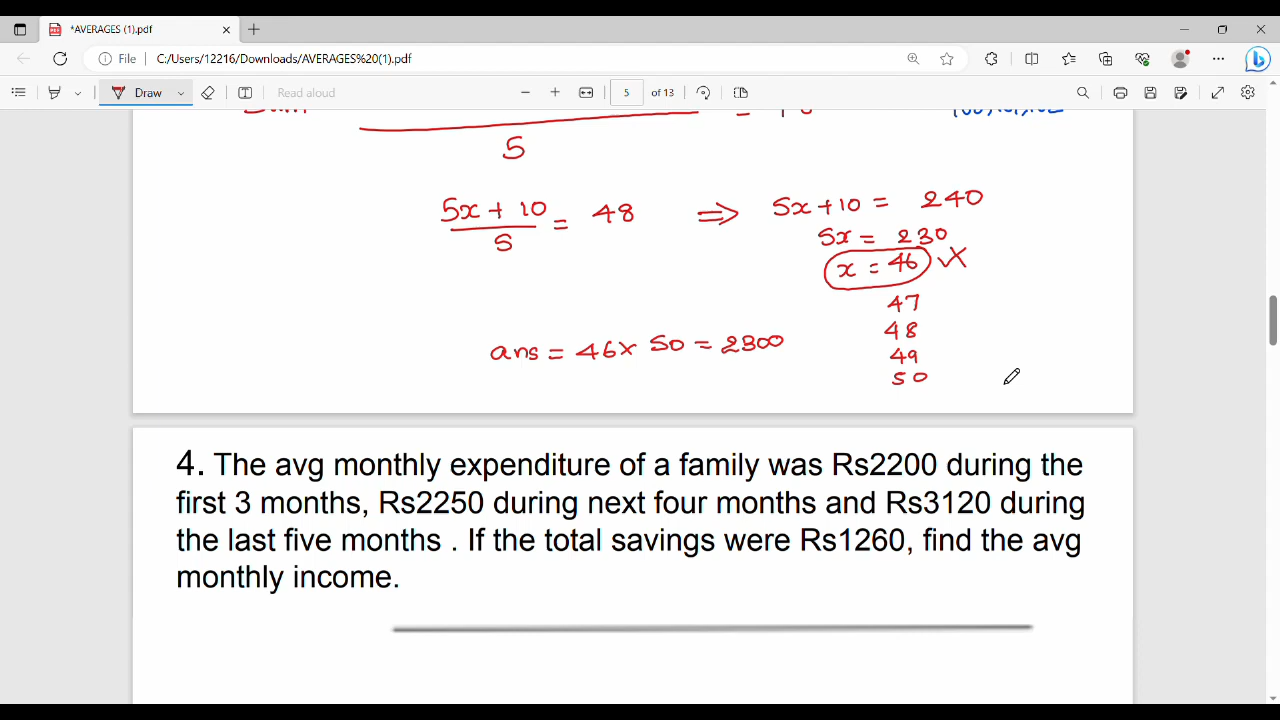 *AVERAGES (1).pdf
File C:/Users/12216/Downloads/AVERAGES%20(1).pdf
Draw Read aloud 5 of 13
5
5x + 10 / 5 = 48 ⇒ 5x + 10 = 240
5x = 230
x = 46
47
48
ans = 46 x 50 = 2300
49
50
4. The avg monthly expenditure of a family was Rs2200 during the
first 3 months, Rs2250 during next four months and Rs3120 during
the last five months . If the total savings were Rs1260, find the avg
monthly income.